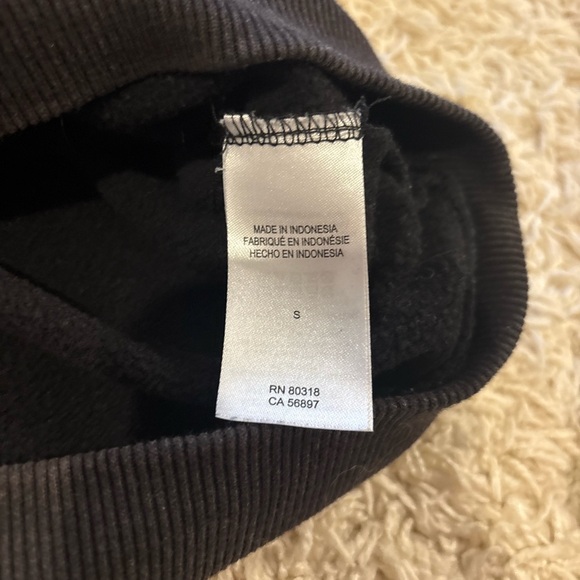 MADE IN INDONESIA
FABRIQUÉ EN INDONÉSIE
HECHO EN INDONESIA
S
RN 80318
CA 56897